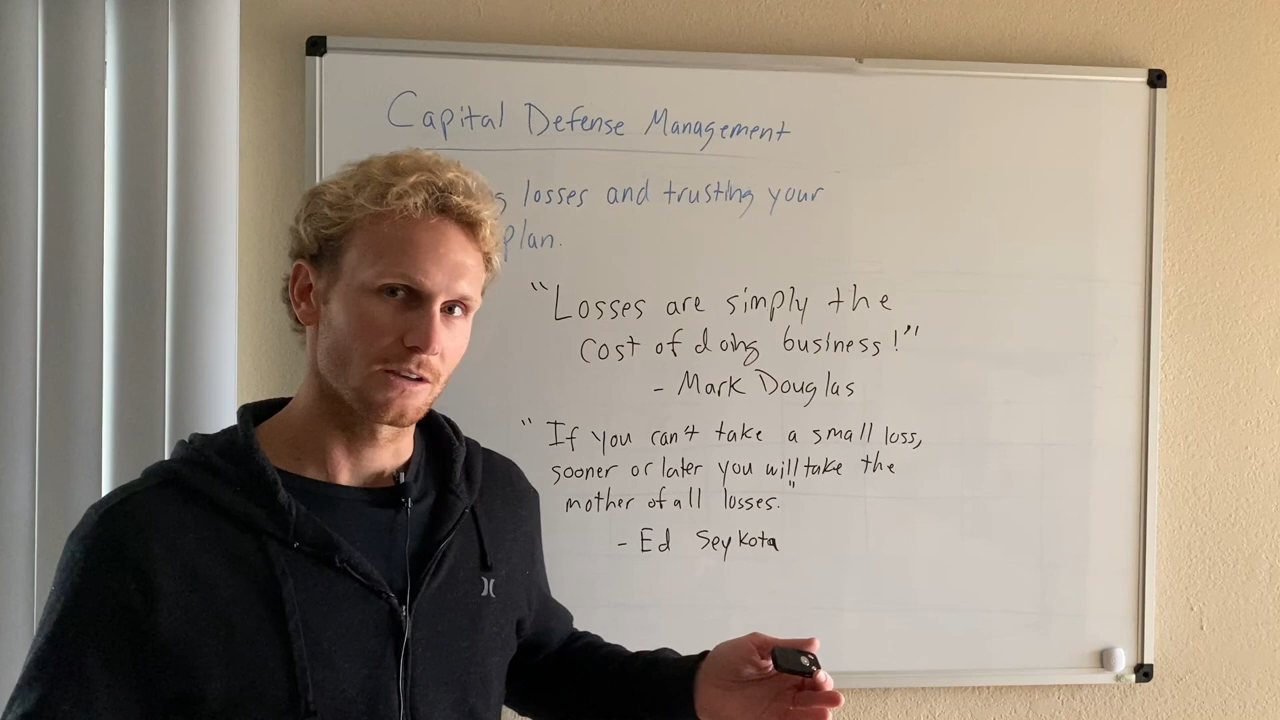 Capital Defense Management
losses and trusting your
plan.
"Losses are simply the
cost of doing business!"
- Mark Douglas
"If you can't take a small loss,
sooner or later you will take the
mother of all losses."
- Ed Seykota